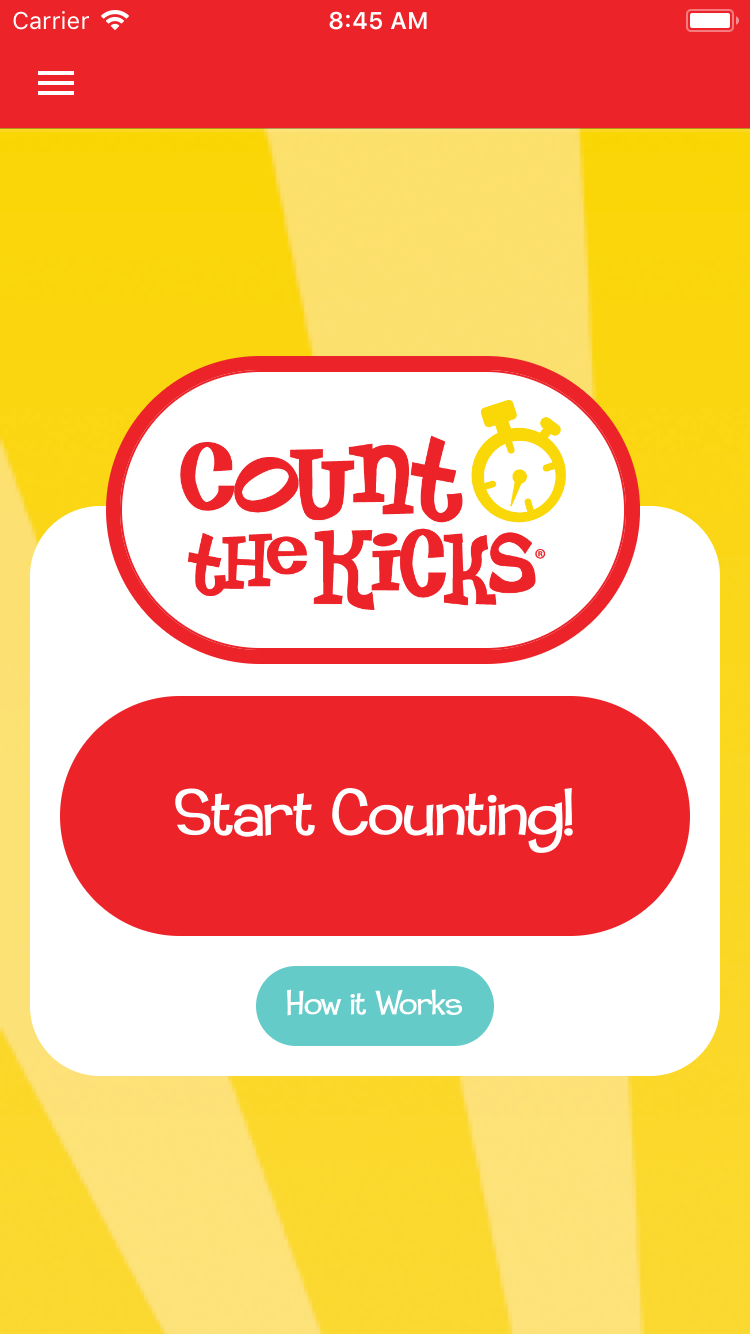 Carrier 8:45 AM
Count
the Kicks®
Start Counting!
How it Works